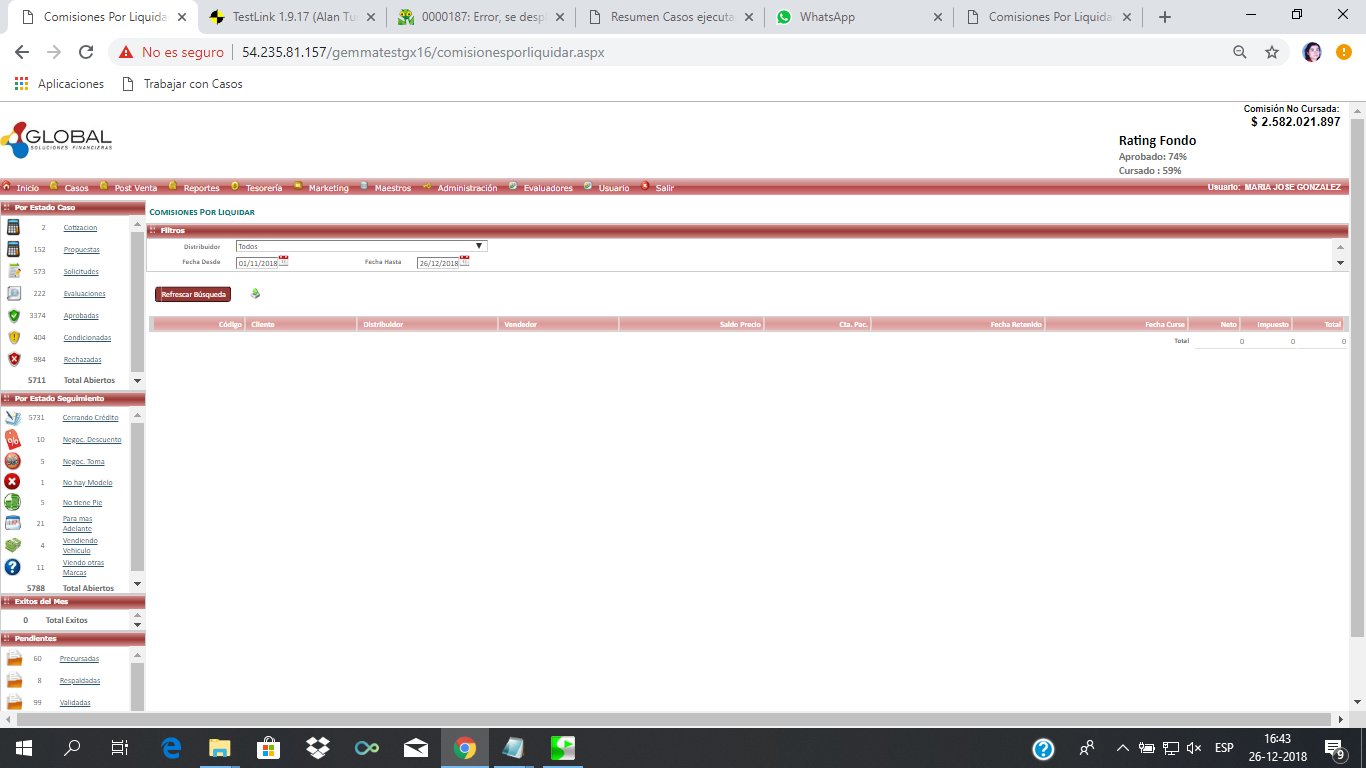 Comisiones Por Liquida
TestLink 1.9.17 (Alan Tu
0000187: Error, se despl
Resumen Casos ejecuta
WhatsApp
Comisiones Por Liquida
No es seguro
54.235.81.157/gemmatestgx16/comisionesporliquidar.aspx
Aplicaciones
Trabajar con Casos
Comisión No Cursada:
$ 2.582.021.897
GLOBAL
SOLUCIONES FINANCIERAS
Rating Fondo
Aprobado: 74%
Cursado : 59%
Inicio Casos Post Venta Reportes Tesorería Marketing Maestros Administración Evaluadores Usuario Salir Usuario: MARIA JOSE GONZALEZ
Por Estado Caso
2 Cotizacion
152 Propuestas
573 Solicitudes
222 Evaluaciones
3374 Aprobadas
404 Condicionadas
984 Rechazadas
5711 Total Abiertos
Por Estado Seguimiento
5731 Cerrando Crédito
10 Negoc. Descuento
5 Negoc. Toma
1 No hay Modelo
5 No tiene Pie
21 Para mas
Adelante
4 Vendiendo
Vehiculo
11 Viendo otras
Marcas
5788 Total Abiertos
Exitos del Mes
0 Total Exitos
Pendientes
60 Precursadas
8 Respaldadas
99 Validadas
Comisiones Por Liquidar
Filtros
Distribuidor Todos
Fecha Desde 01/11/2018 Fecha Hasta 26/12/2018
Refrescar Búsqueda
Código Cliente Distribuidor Vendedor Saldo Precio Cta. Pac. Fecha Retenido Fecha Curse Neto Impuesto Total
Total 0 0 0
ESP
16:43
26-12-2018
9